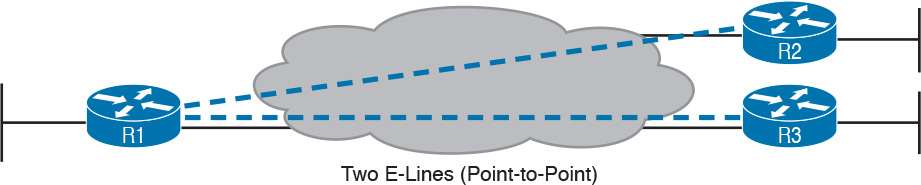 R2
R1
R3
Two E-Lines (Point-to-Point)